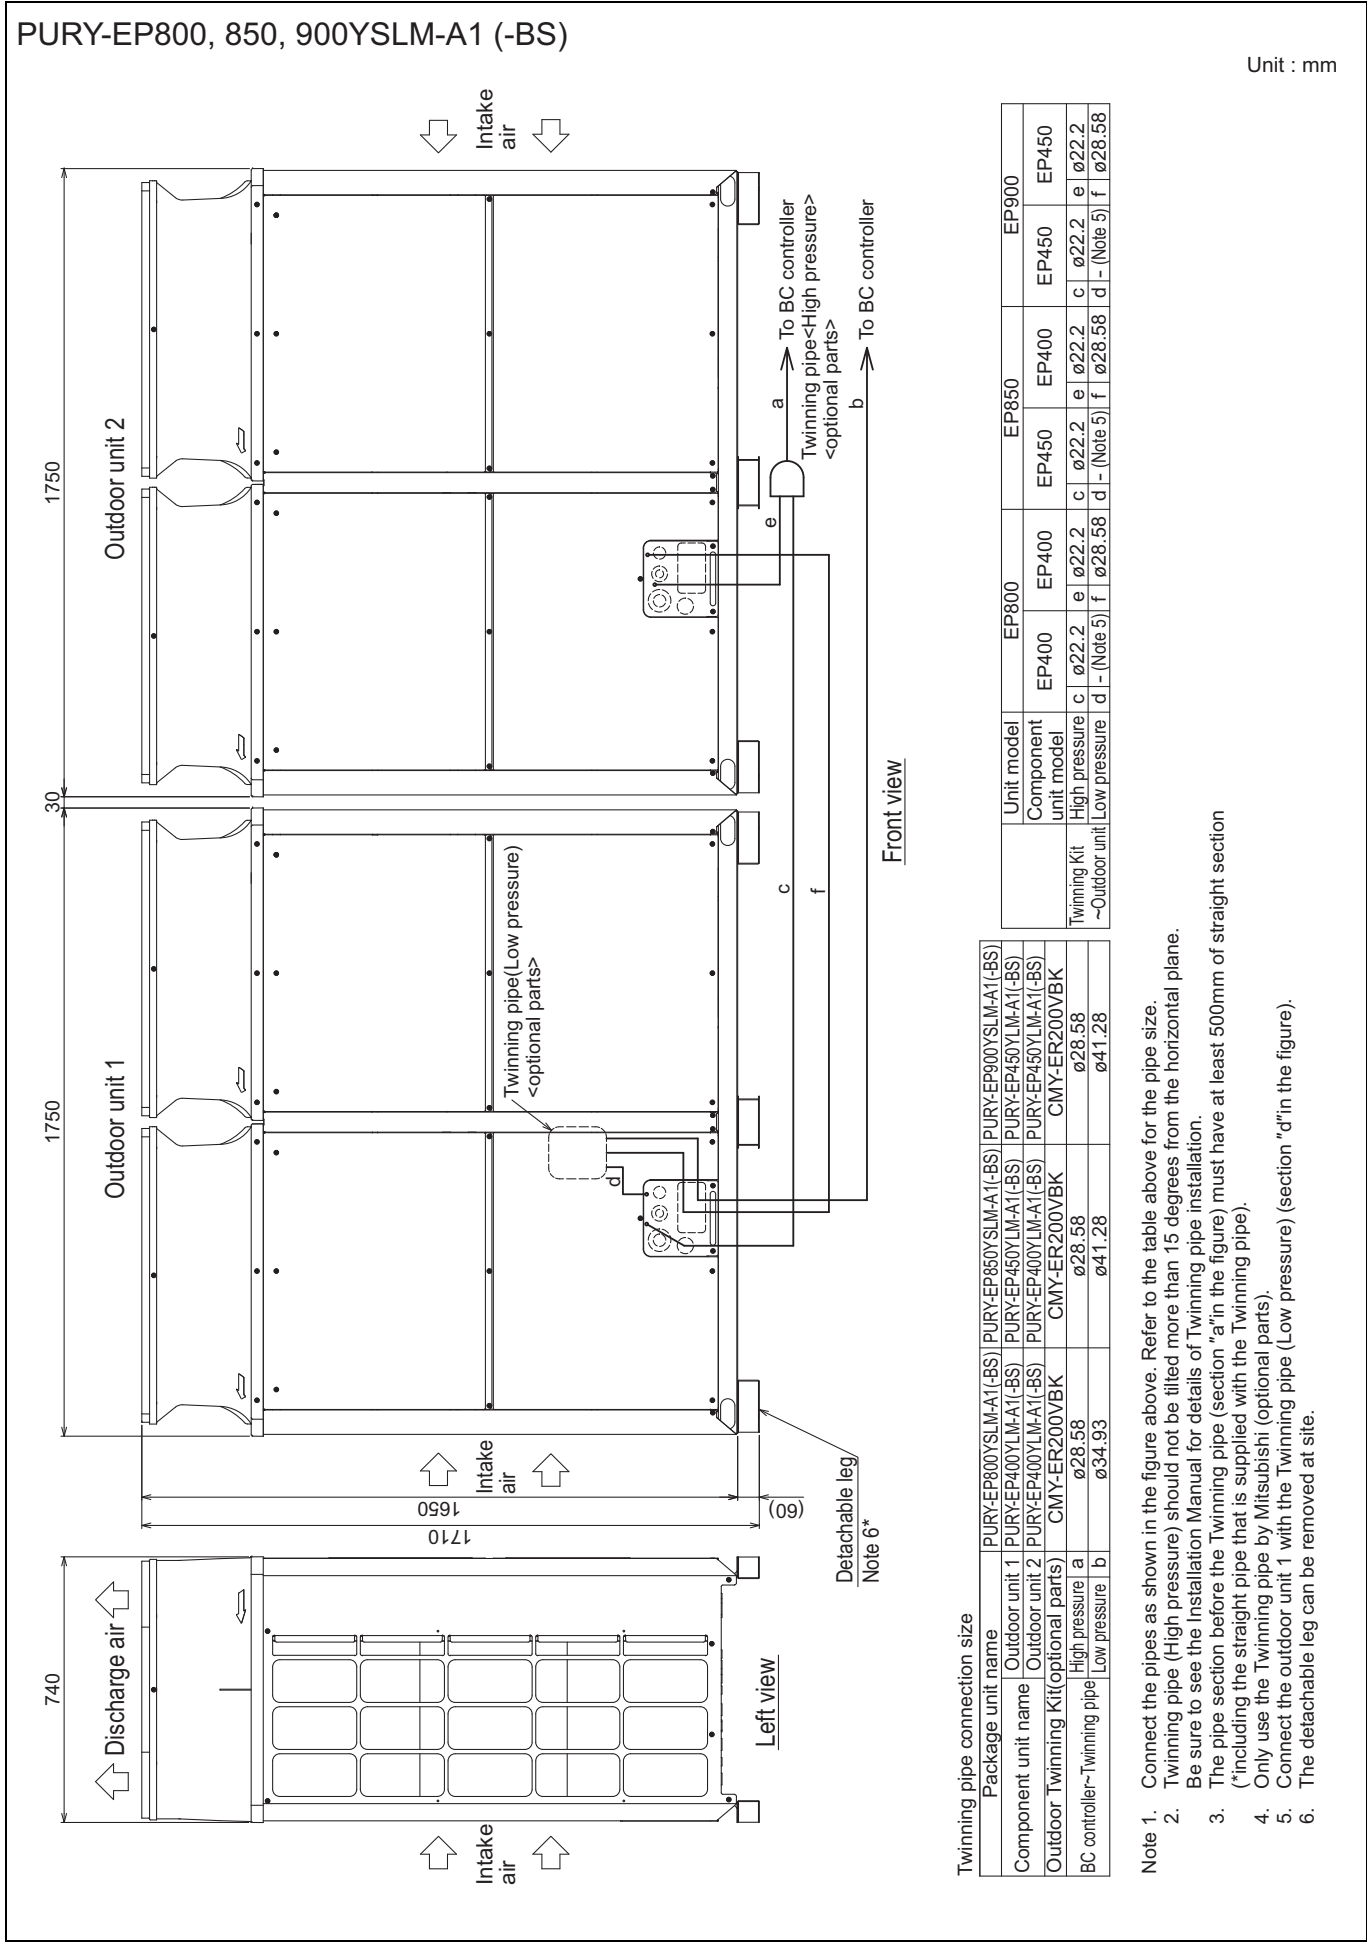 PURY-EP800, 850, 900YSLM-A1 (-BS)
Unit : mm
740
1750
30
1750
Discharge air
Outdoor unit 1
Outdoor unit 2
Intake
air
Intake
air
Intake
air
1710
1650
(60)
Detachable leg
Note 6*
Twinning pipe(Low pressure)
<optional parts>
d
e
a
To BC controller
Twinning pipe<High pressure>
<optional parts>
b
To BC controller
c
f
Left view
Front view
Twinning pipe connection size
Package unit name PURY-EP800YSLM-A1(-BS) PURY-EP850YSLM-A1(-BS) PURY-EP900YSLM-A1(-BS)
Component unit name Outdoor unit 1 PURY-EP400YLM-A1(-BS) PURY-EP450YLM-A1(-BS) PURY-EP450YLM-A1(-BS)
Outdoor unit 2 PURY-EP400YLM-A1(-BS) PURY-EP400YLM-A1(-BS) PURY-EP450YLM-A1(-BS)
Outdoor Twinning Kit(optional parts) CMY-ER200VBK CMY-ER200VBK CMY-ER200VBK
BC controller~Twinning pipe High pressure a ø28.58 ø28.58 ø28.58
Low pressure b ø34.93 ø41.28 ø41.28
Unit model EP800 EP850 EP900
Component
unit model EP400 EP400 EP450 EP400 EP450 EP450
Twinning Kit
~Outdoor unit High pressure c ø22.2 e ø22.2 c ø22.2 e ø22.2 c ø22.2 e ø22.2
Low pressure d - (Note 5) f ø28.58 d - (Note 5) f ø28.58 d - (Note 5) f ø28.58
Note 1. Connect the pipes as shown in the figure above. Refer to the table above for the pipe size.
2. Twinning pipe (High pressure) should not be tilted more than 15 degrees from the horizontal plane.
Be sure to see the Installation Manual for details of Twinning pipe installation.
3. The pipe section before the Twinning pipe (section "a"in the figure) must have at least 500mm of straight section
(*including the straight pipe that is supplied with the Twinning pipe).
4. Only use the Twinning pipe by Mitsubishi (optional parts).
5. Connect the outdoor unit 1 with the Twinning pipe (Low pressure) (section "d"in the figure).
6. The detachable leg can be removed at site.